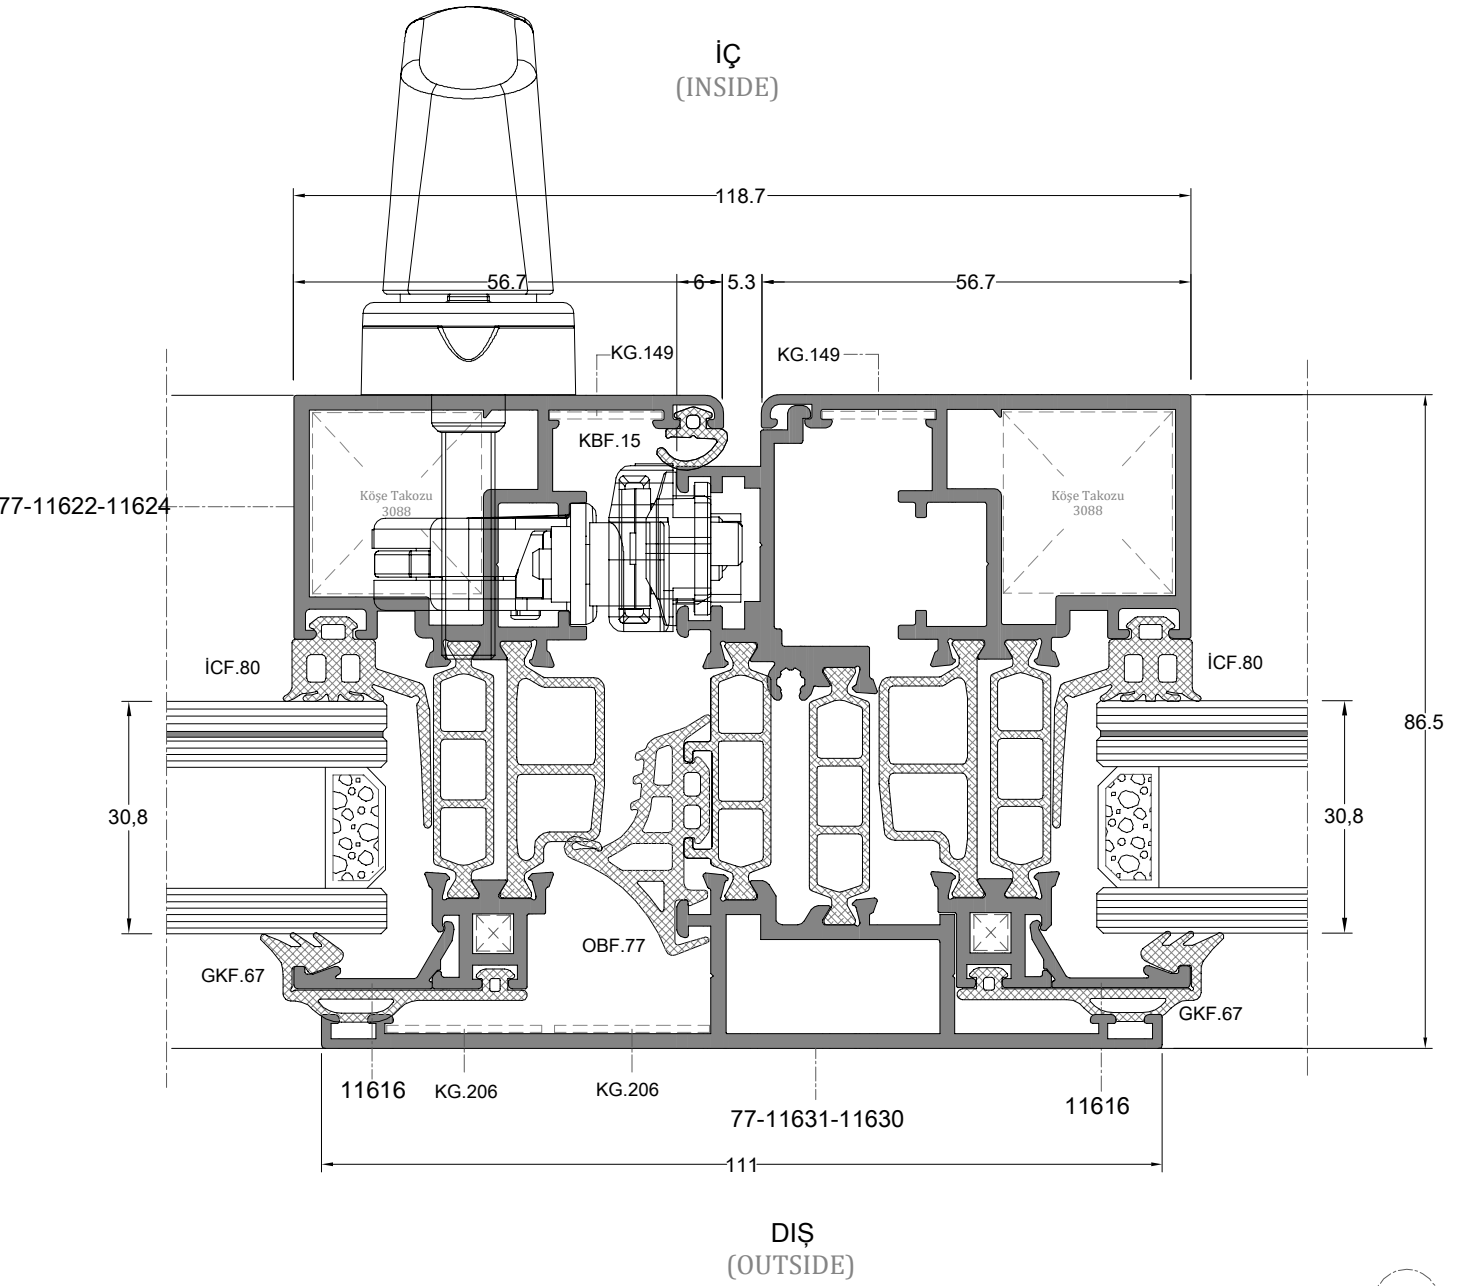 İÇ
(INSIDE)
118.7
56.7
6
5.3
56.7
KG.149
KG.149
KBF.15
Köşe Takozu
3088
Köşe Takozu
3088
77-11622-11624
İCF.80
İCF.80
86.5
30,8
30,8
OBF.77
GKF.67
GKF.67
11616
KG.206
KG.206
77-11631-11630
11616
111
DIŞ
(OUTSIDE)